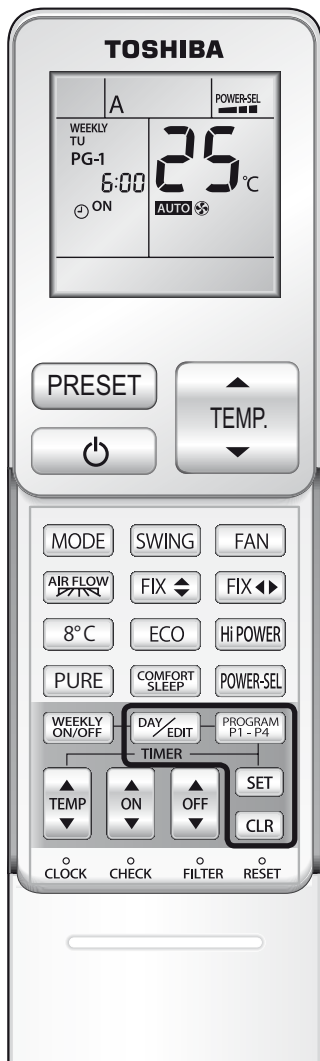 TOSHIBA
A POWER-SEL
WEEKLY
TU
PG-1
6:00 25 °C
ON AUTO
PRESET
TEMP.
MODE SWING FAN
AIR FLOW FIX FIX
8°C ECO Hi POWER
PURE COMFORT SLEEP POWER-SEL
WEEKLY ON/OFF DAY/EDIT PROGRAM P1 - P4
TIMER
TEMP ON OFF SET
CLR
CLOCK CHECK FILTER RESET